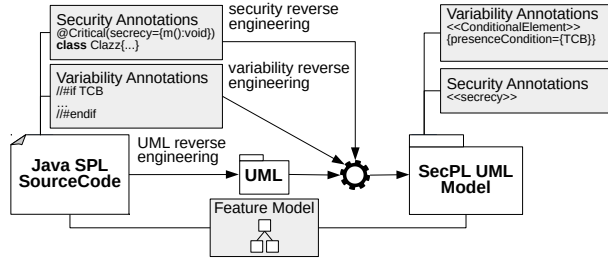 Security Annotations
@Critical(secrecy={m():void})
class Clazz{...}
Variability Annotations
//#if TCB
...
//#endif
security reverse
engineering
variability reverse
engineering
UML reverse
engineering
Java SPL
SourceCode
UML
Feature Model
Variability Annotations
<<ConditionalElement>>
{presenceCondition={TCB}}
Security Annotations
<<secrecy>>
SecPL UML
Model